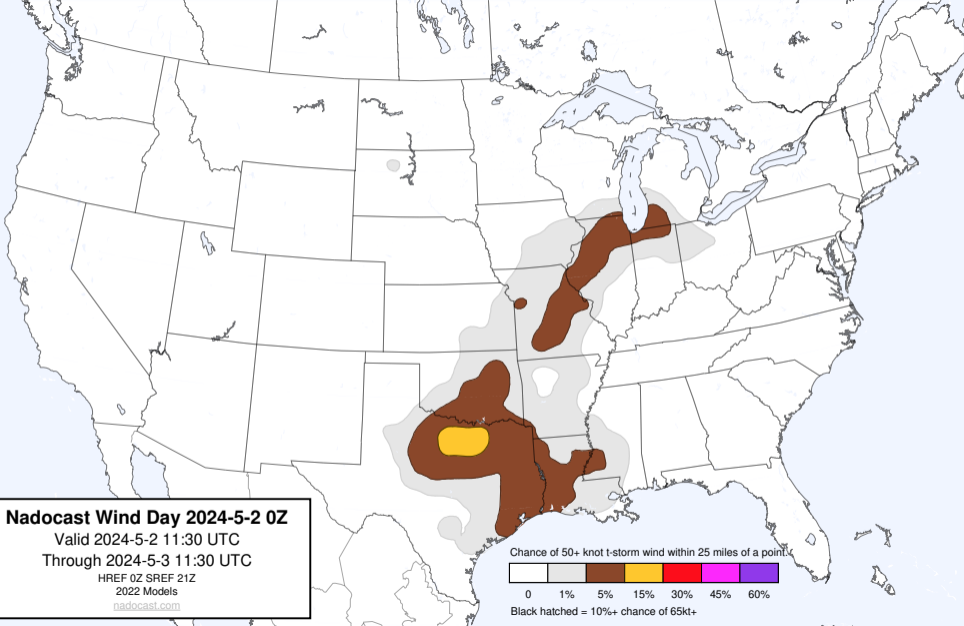 Nadocast Wind Day 2024-5-2 0Z
Valid 2024-5-2 11:30 UTC
Through 2024-5-3 11:30 UTC
HREF 0Z SREF 21Z
2022 Models
nadocast.com
Chance of 50+ knot t-storm wind within 25 miles of a point.
0 1% 5% 15% 30% 45% 60%
Black hatched = 10%+ chance of 65kt+